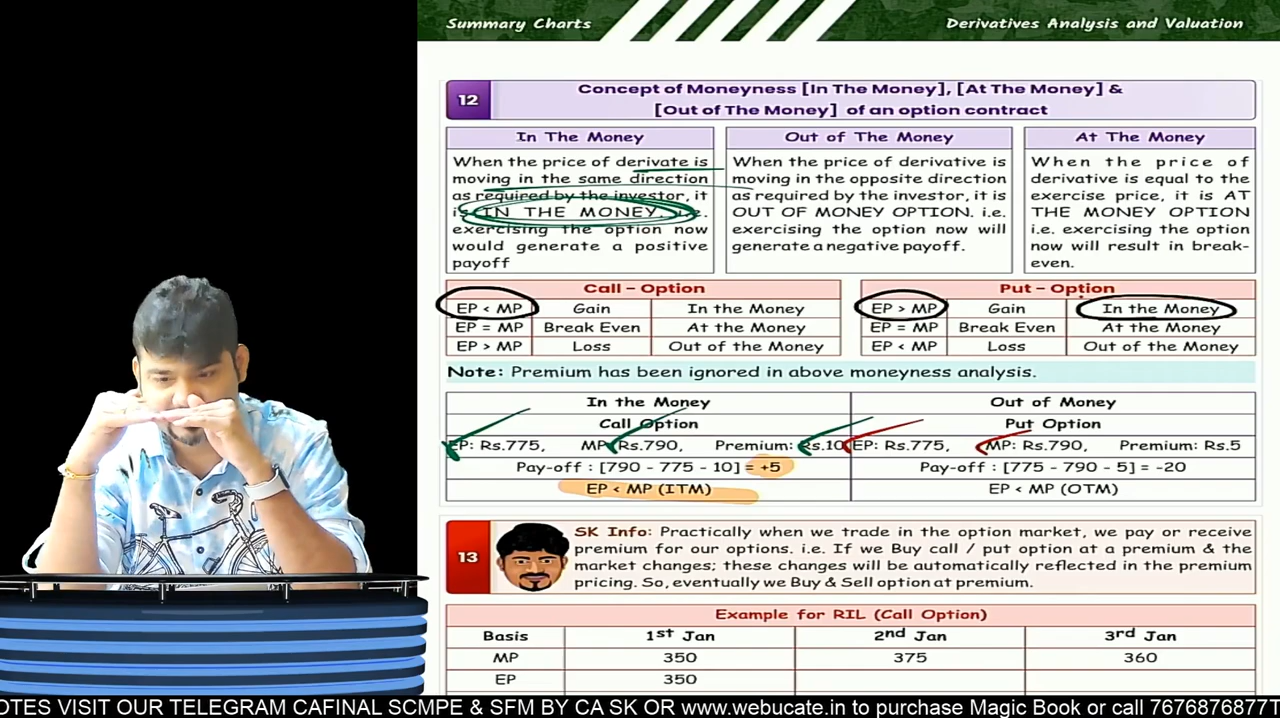 Summary Charts
Derivatives Analysis and Valuation
12
Concept of Moneyness [In The Money], [At The Money] &
[Out of The Money] of an option contract
In The Money
When the price of derivate is
moving in the same direction
as required by the investor, it
is IN THE MONEY. i.e.
exercising the option now
would generate a positive
payoff
Out of The Money
When the price of derivative is
moving in the opposite direction
as required by the investor, it is
OUT OF MONEY OPTION. i.e.
exercising the option now will
generate a negative payoff.
At The Money
When the price of
derivative is equal to the
exercise price, it is AT
THE MONEY OPTION
i.e. exercising the option
now will result in break-
even.
Call - Option
EP < MP Gain In the Money
EP = MP Break Even At the Money
EP > MP Loss Out of the Money
Put - Option
EP > MP Gain In the Money
EP = MP Break Even At the Money
EP < MP Loss Out of the Money
Note: Premium has been ignored in above moneyness analysis.
In the Money
Call Option
EP: Rs.775, MP: Rs.790, Premium: Rs.10
Pay-off : [790 - 775 - 10] = +5
EP < MP (ITM)
Out of Money
Put Option
EP: Rs.775, MP: Rs.790, Premium: Rs.5
Pay-off : [775 - 790 - 5] = -20
EP < MP (OTM)
13
SK Info: Practically when we trade in the option market, we pay or receive
premium for our options. i.e. If we Buy call / put option at a premium & the
market changes; these changes will be automatically reflected in the premium
pricing. So, eventually we Buy & Sell option at premium.
Example for RIL (Call Option)
Basis 1st Jan 2nd Jan 3rd Jan
MP 350 375 360
EP 350
OTES VISIT OUR TELEGRAM CAFINAL SCMPE & SFM BY CA SK OR www.webucate.in to purchase Magic Book or call 7676876877T